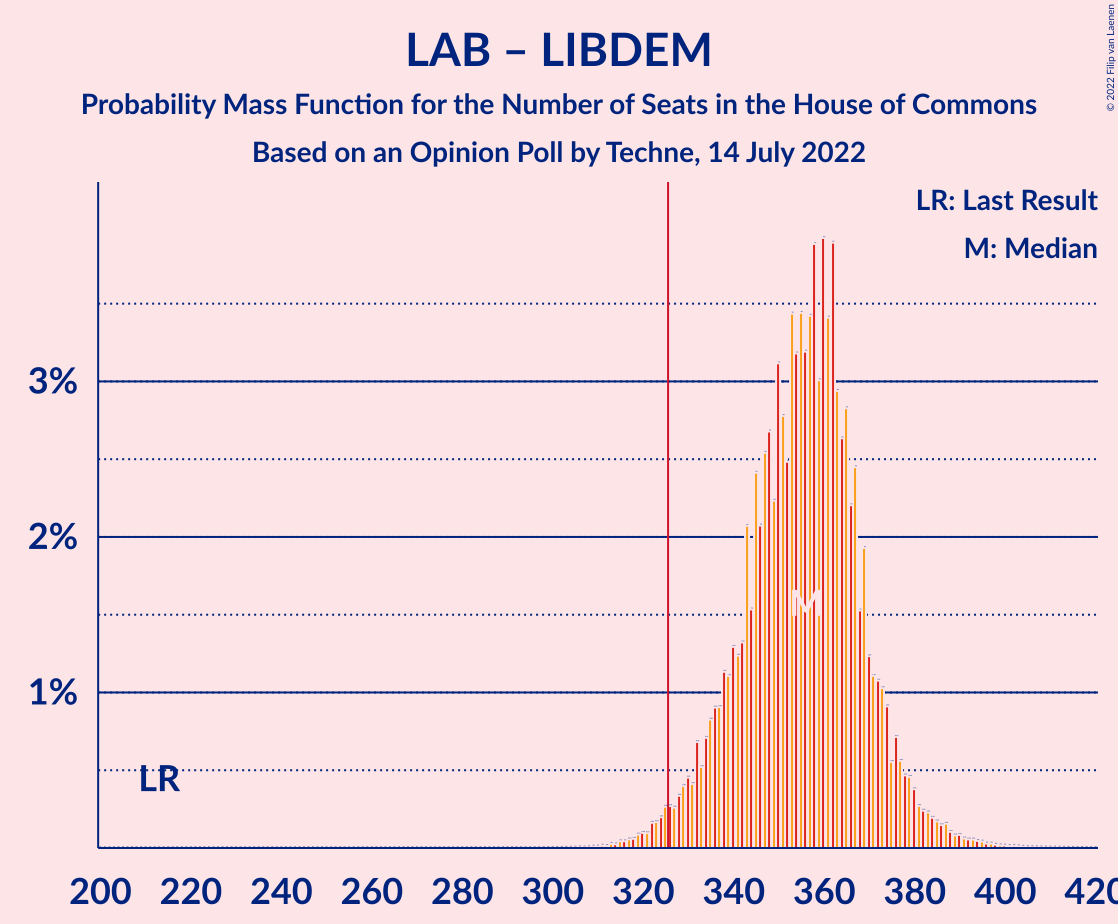 LAB – LIBDEM
Probability Mass Function for the Number of Seats in the House of Commons
Based on an Opinion Poll by Techne, 14 July 2022
© 2022 Filip van Laenen
LR: Last Result
M: Median
3%
2%
1%
M
LR
200 220 240 260 280 300 320 340 360 380 400 420